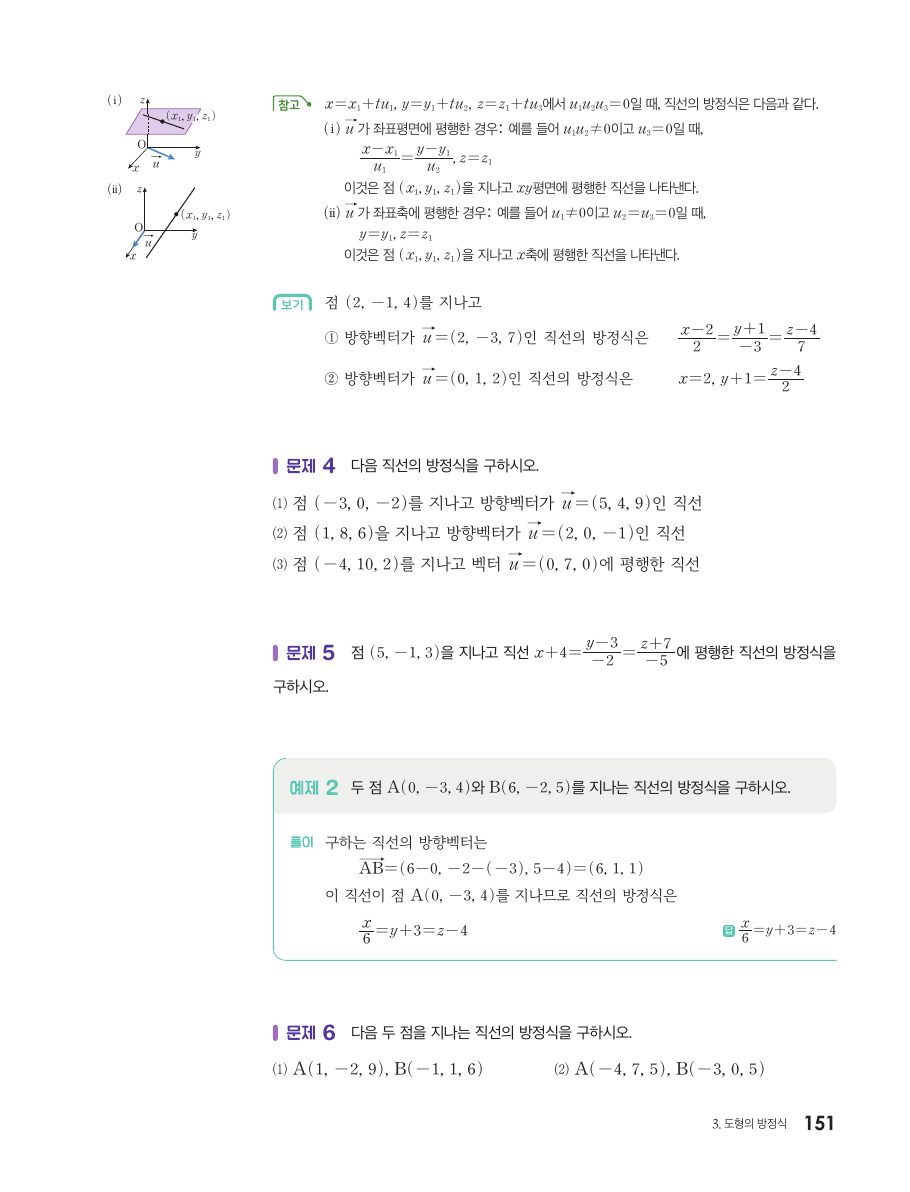 (ⅰ)
z
(x₁, y₁, z₁)
O
y
x
u
(ⅱ)
z
(x₁, y₁, z₁)
O
y
u
x
참고 x=x₁+tu₁, y=y₁+tu₂, z=z₁+tu₃에서 u₁u₂u₃=0일 때, 직선의 방정식은 다음과 같다.
(ⅰ) u→가 좌표평면에 평행한 경우: 예를 들어 u₁u₂≠0이고 u₃=0일 때,
(x-x₁)/u₁=(y-y₁)/u₂, z=z₁
이것은 점 (x₁, y₁, z₁)을 지나고 xy평면에 평행한 직선을 나타낸다.
(ⅱ) u→가 좌표축에 평행한 경우: 예를 들어 u₁≠0이고 u₂=u₃=0일 때,
y=y₁, z=z₁
이것은 점 (x₁, y₁, z₁)을 지나고 x축에 평행한 직선을 나타낸다.
보기 점 (2, -1, 4)를 지나고
① 방향벡터가 u→=(2, -3, 7)인 직선의 방정식은 (x-2)/2=(y+1)/-3=(z-4)/7
② 방향벡터가 u→=(0, 1, 2)인 직선의 방정식은 x=2, y+1=(z-4)/2
문제 4 다음 직선의 방정식을 구하시오.
⑴ 점 (-3, 0, -2)를 지나고 방향벡터가 u→=(5, 4, 9)인 직선
⑵ 점 (1, 8, 6)을 지나고 방향벡터가 u→=(2, 0, -1)인 직선
⑶ 점 (-4, 10, 2)를 지나고 벡터 u→=(0, 7, 0)에 평행한 직선
문제 5 점 (5, -1, 3)을 지나고 직선 x+4=(y-3)/-2=(z+7)/-5에 평행한 직선의 방정식을
구하시오.
예제 2 두 점 A(0, -3, 4)와 B(6, -2, 5)를 지나는 직선의 방정식을 구하시오.
풀이 구하는 직선의 방향벡터는
AB→=(6-0, -2-(-3), 5-4)=(6, 1, 1)
이 직선이 점 A(0, -3, 4)를 지나므로 직선의 방정식은
x/6=y+3=z-4 답 x/6=y+3=z-4
문제 6 다음 두 점을 지나는 직선의 방정식을 구하시오.
⑴ A(1, -2, 9), B(-1, 1, 6) ⑵ A(-4, 7, 5), B(-3, 0, 5)
3. 도형의 방정식 151